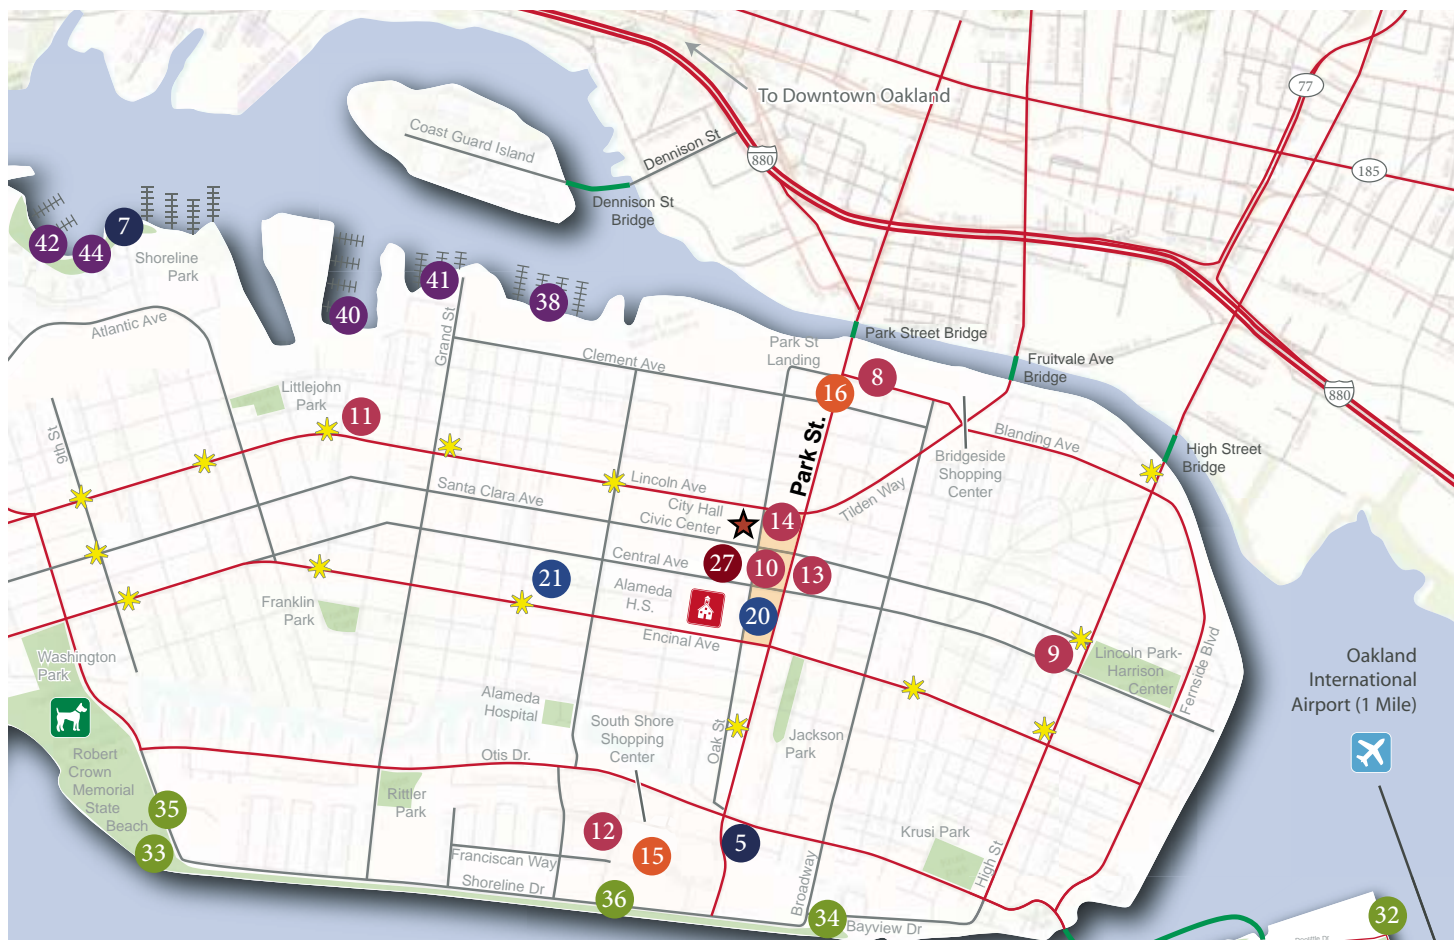 To Downtown Oakland
77
Coast Guard Island
Dennison St
880
185
Dennison St
Bridge
7
42
44
Shoreline
Park
41
38
40
Atlantic Ave
Grand St
Park St
Landing
Park Street Bridge
Clement Ave
Fruitvale Ave
Bridge
8
16
880
Littlejohn
Park
11
Park St.
9th St
Blanding Ave
High Street
Bridge
Bridgeside
Shopping
Center
Lincoln Ave
Santa Clara Ave
Tilden Way
City Hall
Civic Center
14
Central Ave
27
10
13
21
Alameda
H.S.
20
Franklin
Park
Encinal Ave
9
Lincoln Park-
Harrison
Center
Fernside Blvd
Washington
Park
Oakland
International
Airport (1 Mile)
Alameda
Hospital
South Shore
Shopping
Center
Oak St
Jackson
Park
Otis Dr.
Robert
Crown
Memorial
State
Beach
Rittler
Park
35
33
12
15
5
Krusi Park
High St
Franciscan Way
Shoreline Dr
36
Broadway
34
Bayview Dr
32